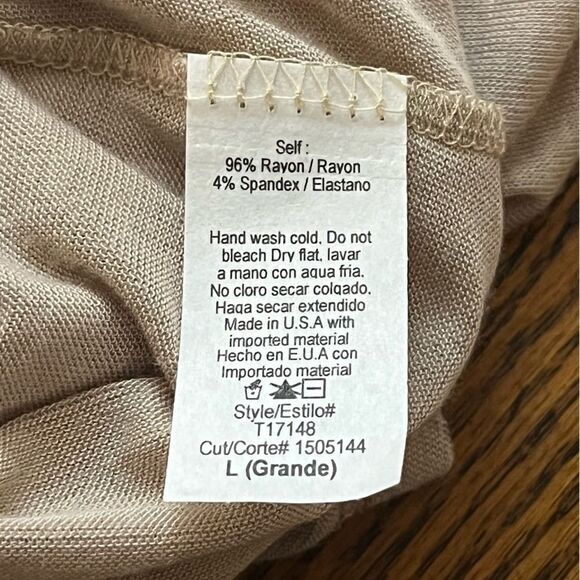 Self :
96% Rayon / Rayon
4% Spandex / Elastano
Hand wash cold. Do not
bleach Dry flat, lavar
a mano con agua fria.
No cloro secar colgado.
Haga secar extendido
Made in U.S.A with
imported material
Hecho en E.U.A con
Importado material
Style/Estilo#
T17148
Cut/Corte# 1505144
L (Grande)